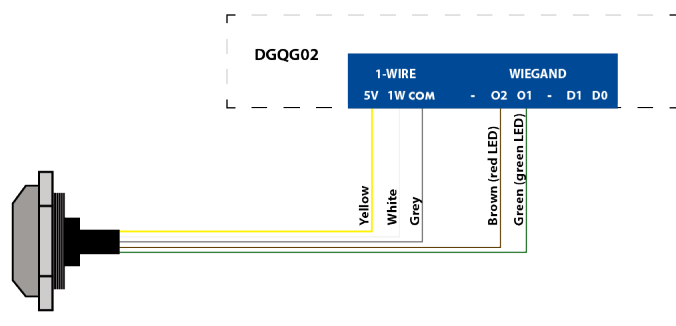 DGQG02
1-WIRE WIEGAND
5V 1W COM - O2 O1 - D1 D0
Yellow
White
Grey
Brown (red LED)
Green (green LED)